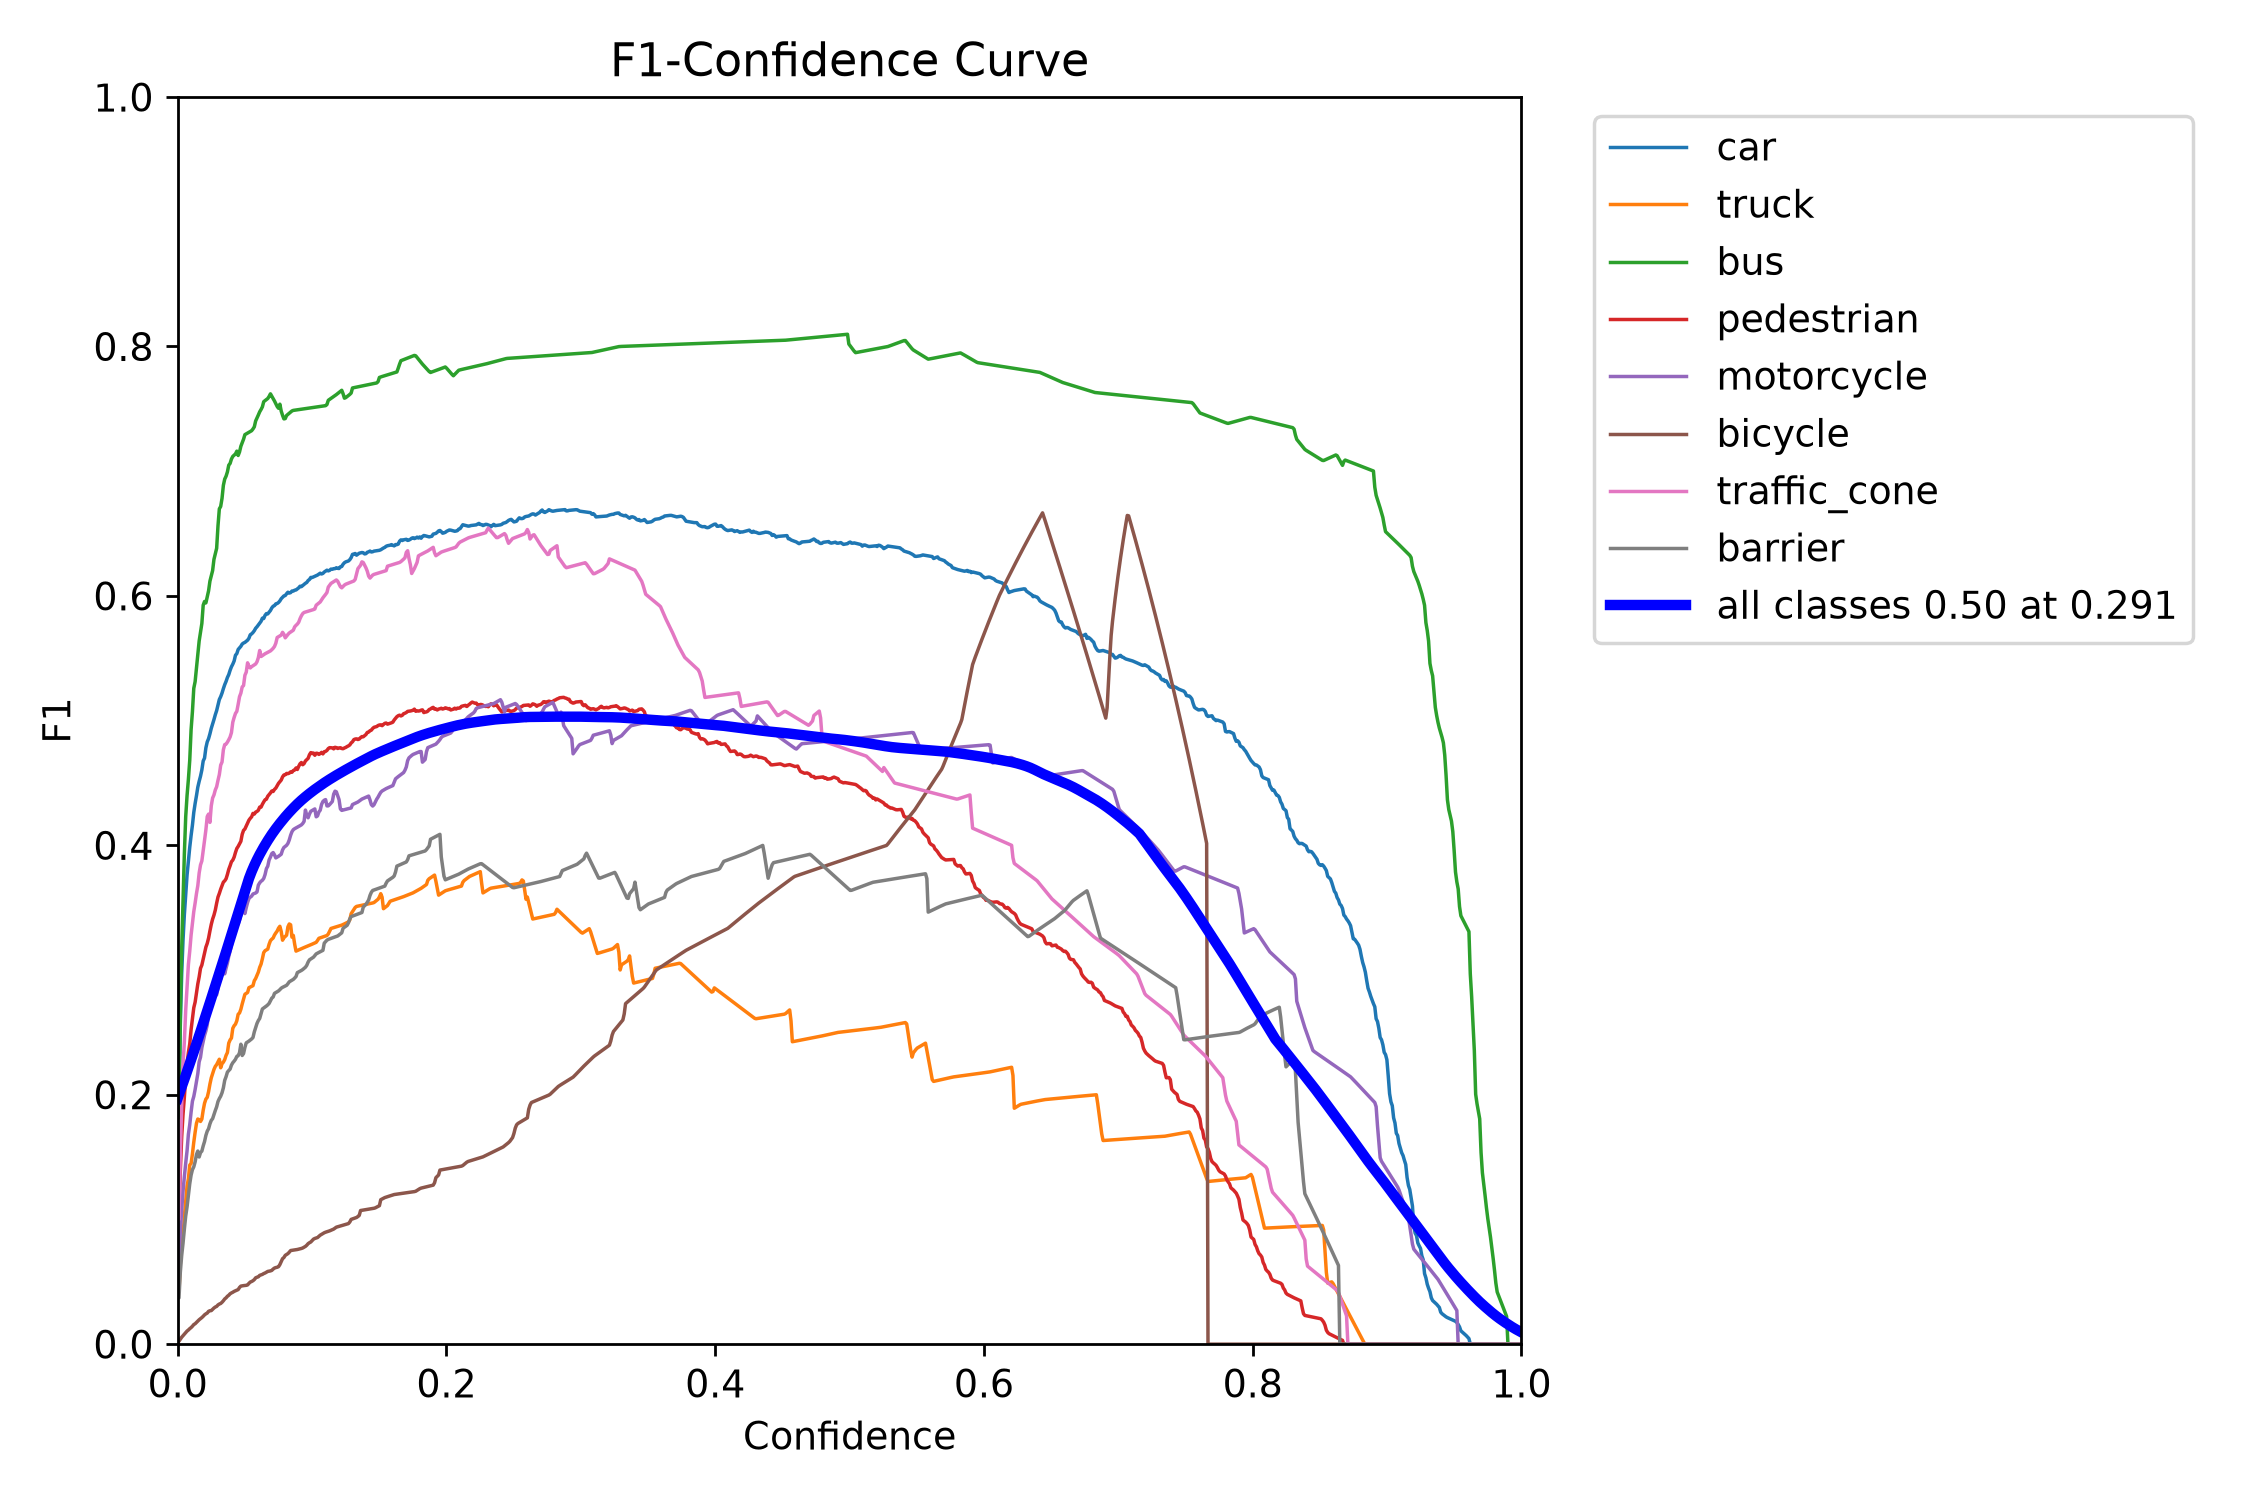 F1-Confidence Curve
1.0
0.8
0.6
0.4
0.2
0.0
F1
0.0 0.2 0.4 0.6 0.8 1.0
Confidence
car
truck
bus
pedestrian
motorcycle
bicycle
traffic_cone
barrier
all classes 0.50 at 0.291